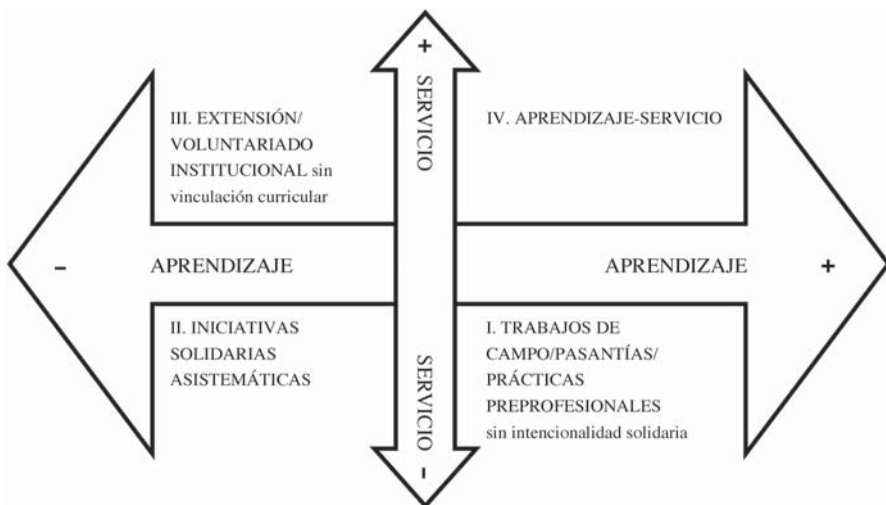 +
SERVICIO
III. EXTENSIÓN/
VOLUNTARIADO
INSTITUCIONAL sin
vinculación curricular
IV. APRENDIZAJE-SERVICIO
– APRENDIZAJE
APRENDIZAJE +
II. INICIATIVAS
SOLIDARIAS
ASISTEMÁTICAS
I. TRABAJOS DE
CAMPO/PASANTÍAS/
PRÁCTICAS
PREPROFESIONALES
sin intencionalidad solidaria
SERVICIO
-